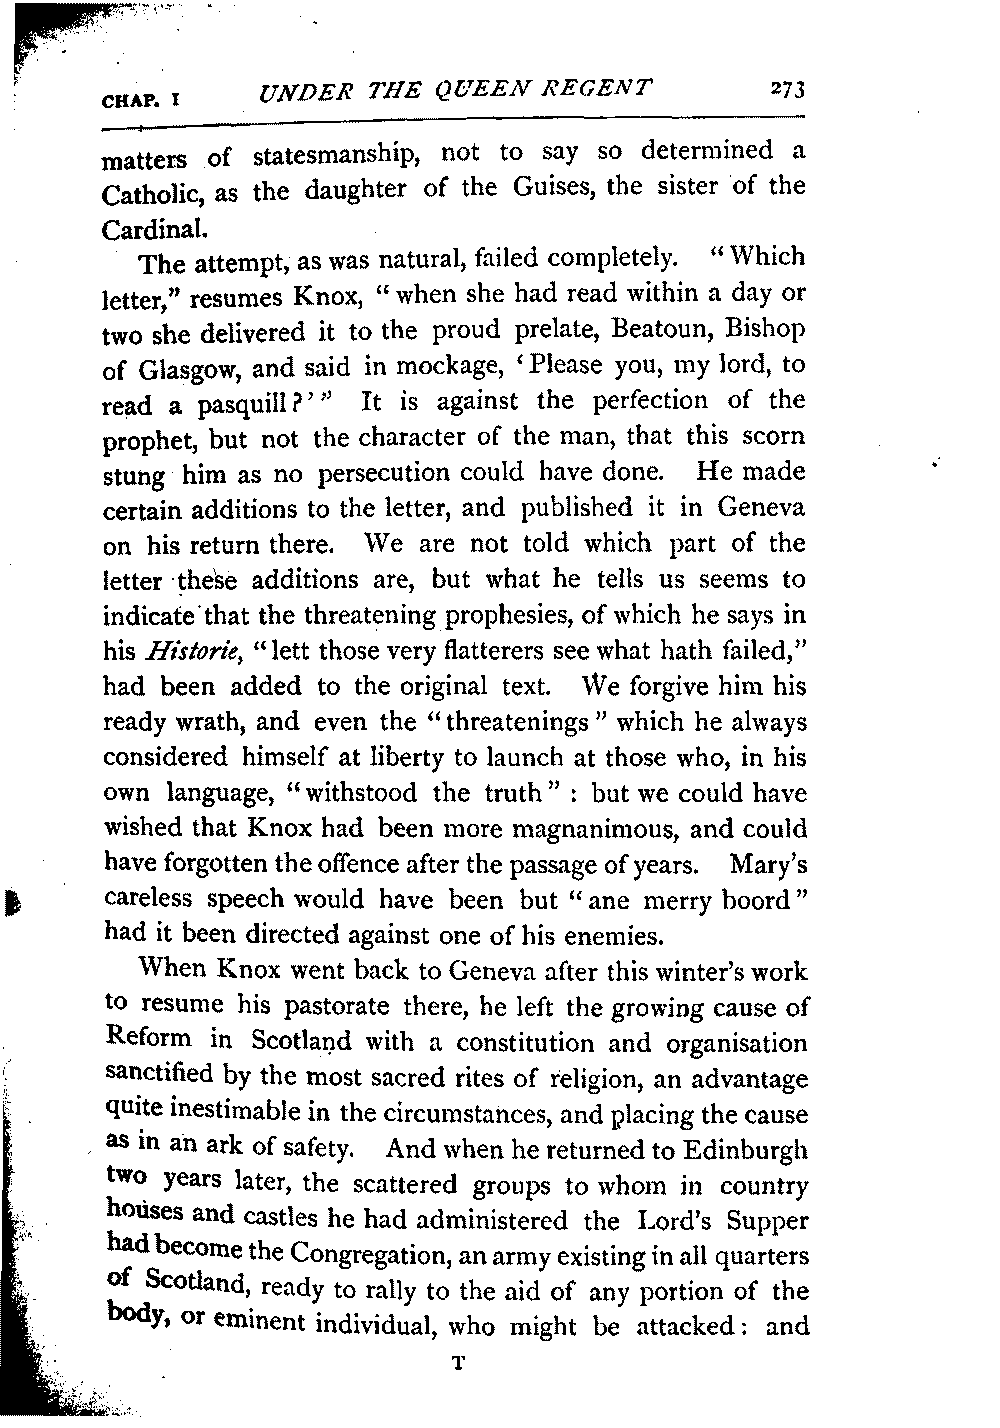 CHAP. I UNDER THE QUEEN REGENT 273
matters of statesmanship, not to say so determined a
Catholic, as the daughter of the Guises, the sister of the
Cardinal.
The attempt, as was natural, failed completely. “Which
letter,” resumes Knox, “when she had read within a day or
two she delivered it to the proud prelate, Beatoun, Bishop
of Glasgow, and said in mockage, ‘Please you, my lord, to
read a pasquill?’” It is against the perfection of the
prophet, but not the character of the man, that this scorn
stung him as no persecution could have done. He made
certain additions to the letter, and published it in Geneva
on his return there. We are not told which part of the
letter these additions are, but what he tells us seems to
indicate that the threatening prophesies, of which he says in
his Historie, “lett those very flatterers see what hath failed,”
had been added to the original text. We forgive him his
ready wrath, and even the “threatenings” which he always
considered himself at liberty to launch at those who, in his
own language, “withstood the truth” : but we could have
wished that Knox had been more magnanimous, and could
have forgotten the offence after the passage of years. Mary’s
careless speech would have been but “ane merry boord”
had it been directed against one of his enemies.
When Knox went back to Geneva after this winter’s work
to resume his pastorate there, he left the growing cause of
Reform in Scotland with a constitution and organisation
sanctified by the most sacred rites of religion, an advantage
quite inestimable in the circumstances, and placing the cause
as in an ark of safety. And when he returned to Edinburgh
two years later, the scattered groups to whom in country
houses and castles he had administered the Lord’s Supper
had become the Congregation, an army existing in all quarters
of Scotland, ready to rally to the aid of any portion of the
body, or eminent individual, who might be attacked: and
T